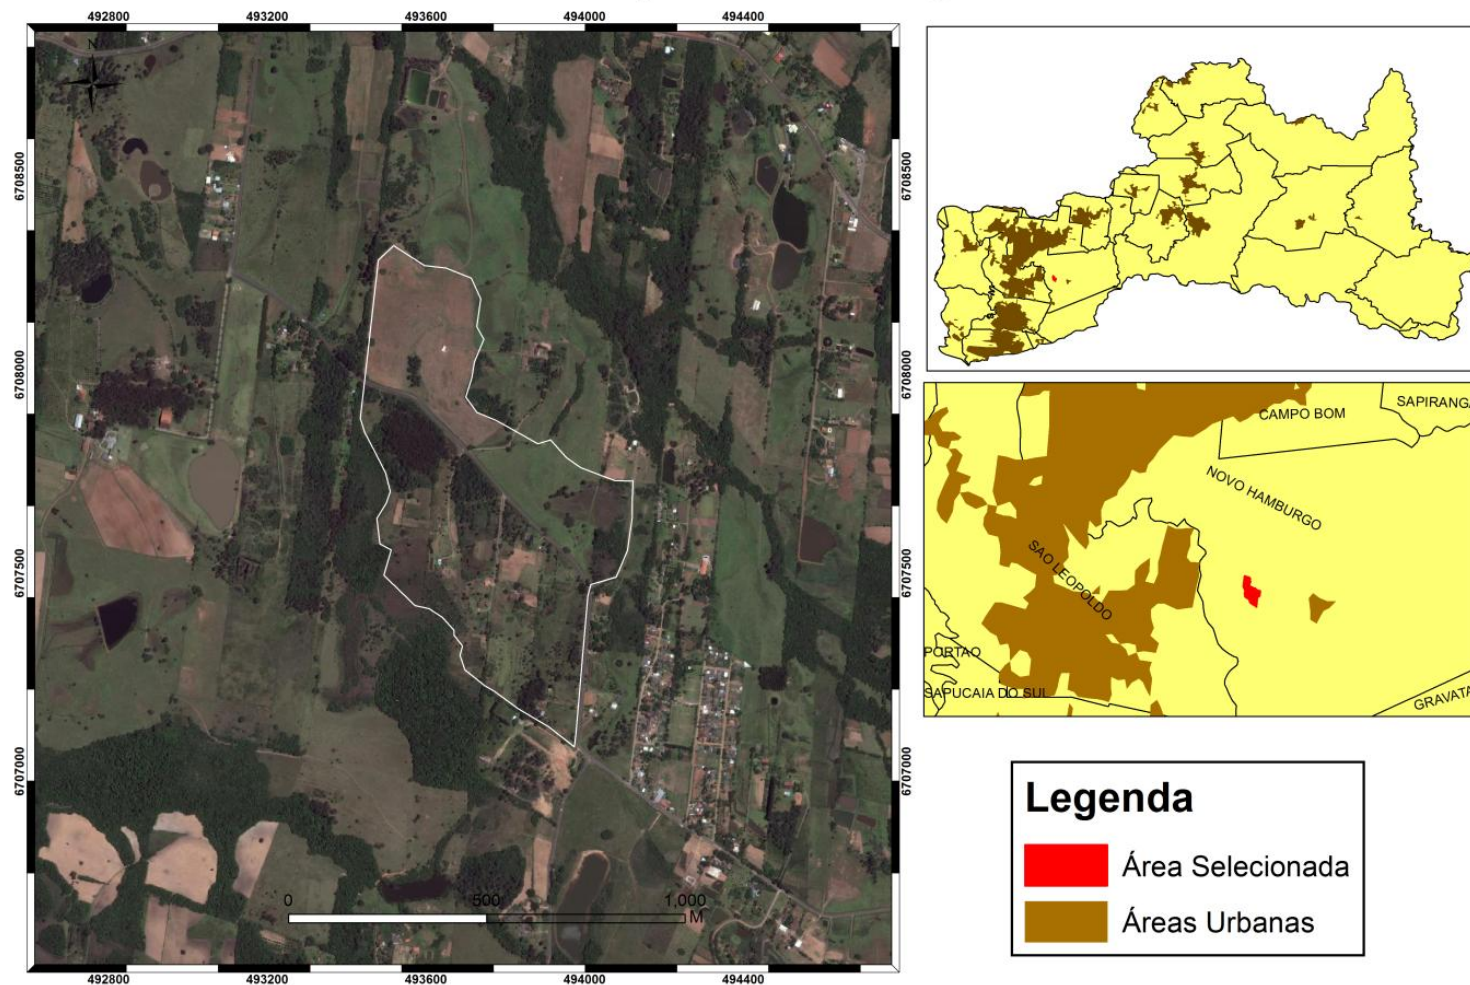 492800 493200 493600 494000 494400
N
6708500 6708500
6708000 6708000
6707500 6707500
6707000 6707000
0 500 1,000
M
492800 493200 493600 494000 494400
CAMPO BOM
SAPIRANGA
NOVO HAMBURGO
SAO LEOPOLDO
PORTAO
SAPUCAIA DO SUL
GRAVATA
Legenda
Área Selecionada
Áreas Urbanas